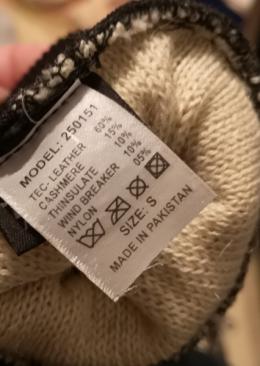 MODEL: 250151
TEC-LEATHER 60%
CASHMERE 15%
THINSULATE 10%
WIND BREAKER 10%
NYLON 05%
SIZE: S
MADE IN PAKISTAN